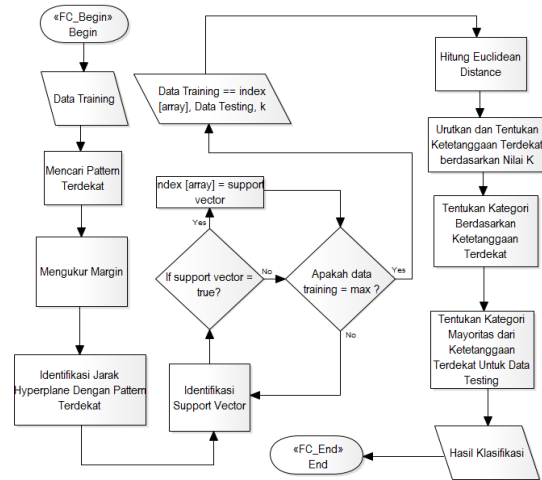 «FC_Begin»
Begin
Data Training
Mencari Pattern
Terdekat
Mengukur Margin
Identifikasi Jarak
Hyperplane Dengan Pattern
Terdekat
Identifikasi
Support Vector
If support vector =
true?
Yes
No
ndex [array] = support
vector
Apakah data
training = max ?
Yes
No
Data Training == index
[array], Data Testing, k
Hitung Euclidean
Distance
Urutkan dan Tentukan
Ketetanggaan Terdekat
berdasarkan Nilai K
Tentukan Kategori
Berdasarkan
Ketetanggaan
Terdekat
Tentukan Kategori
Mayoritas dari
Ketetanggaan
Terdekat Untuk Data
Testing
Hasil Klasifikasi
«FC_End»
End